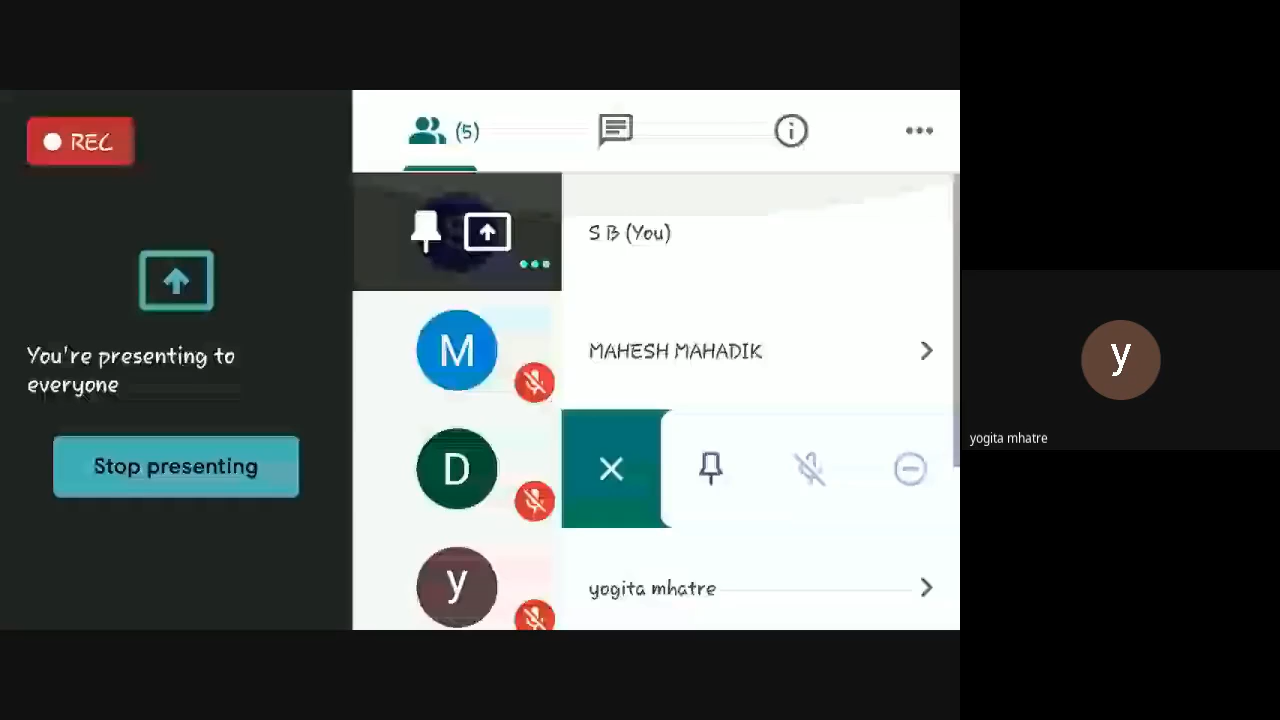 REC
You're presenting to
everyone
Stop presenting
(5)
S B (You)
M
MAHESH MAHADIK
D
y
yogita mhatre
y
yogita mhatre